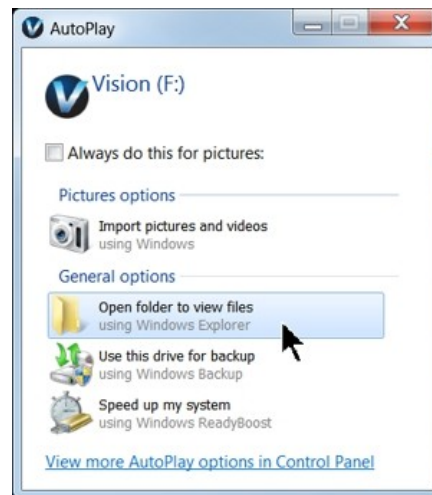 AutoPlay
Vision (F:)
Always do this for pictures:
Pictures options
Import pictures and videos
using Windows
General options
Open folder to view files
using Windows Explorer
Use this drive for backup
using Windows Backup
Speed up my system
using Windows ReadyBoost
View more AutoPlay options in Control Panel